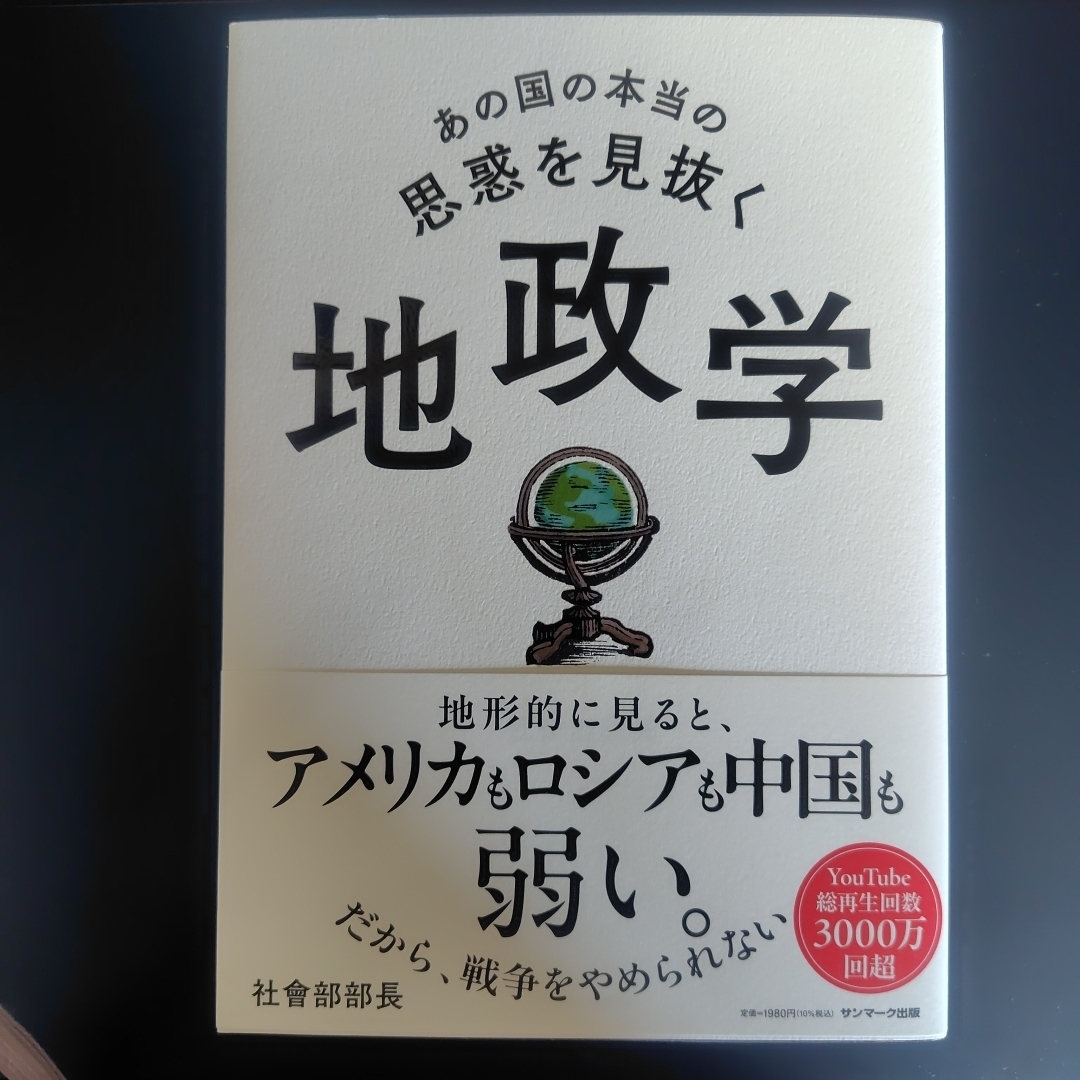 あの国の本当の
思惑を見抜く
地政学
地形的に見ると、
アメリカもロシアも中国も
弱い。
だから、戦争をやめられない
YouTube
総再生回数
3000万
回超
社會部部長
定価=1980円(10%税込) サンマーク出版